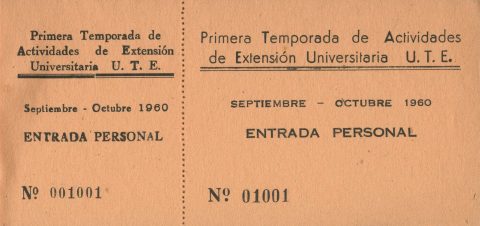 Primera Temporada de
Actividades de Extensión
Universitaria U. T. E.
Septiembre - Octubre 1960
ENTRADA PERSONAL
Nº 001001
Primera Temporada de Actividades
de Extensión Universitaria U. T. E.
SEPTIEMBRE - OCTUBRE 1960
ENTRADA PERSONAL
Nº 01001